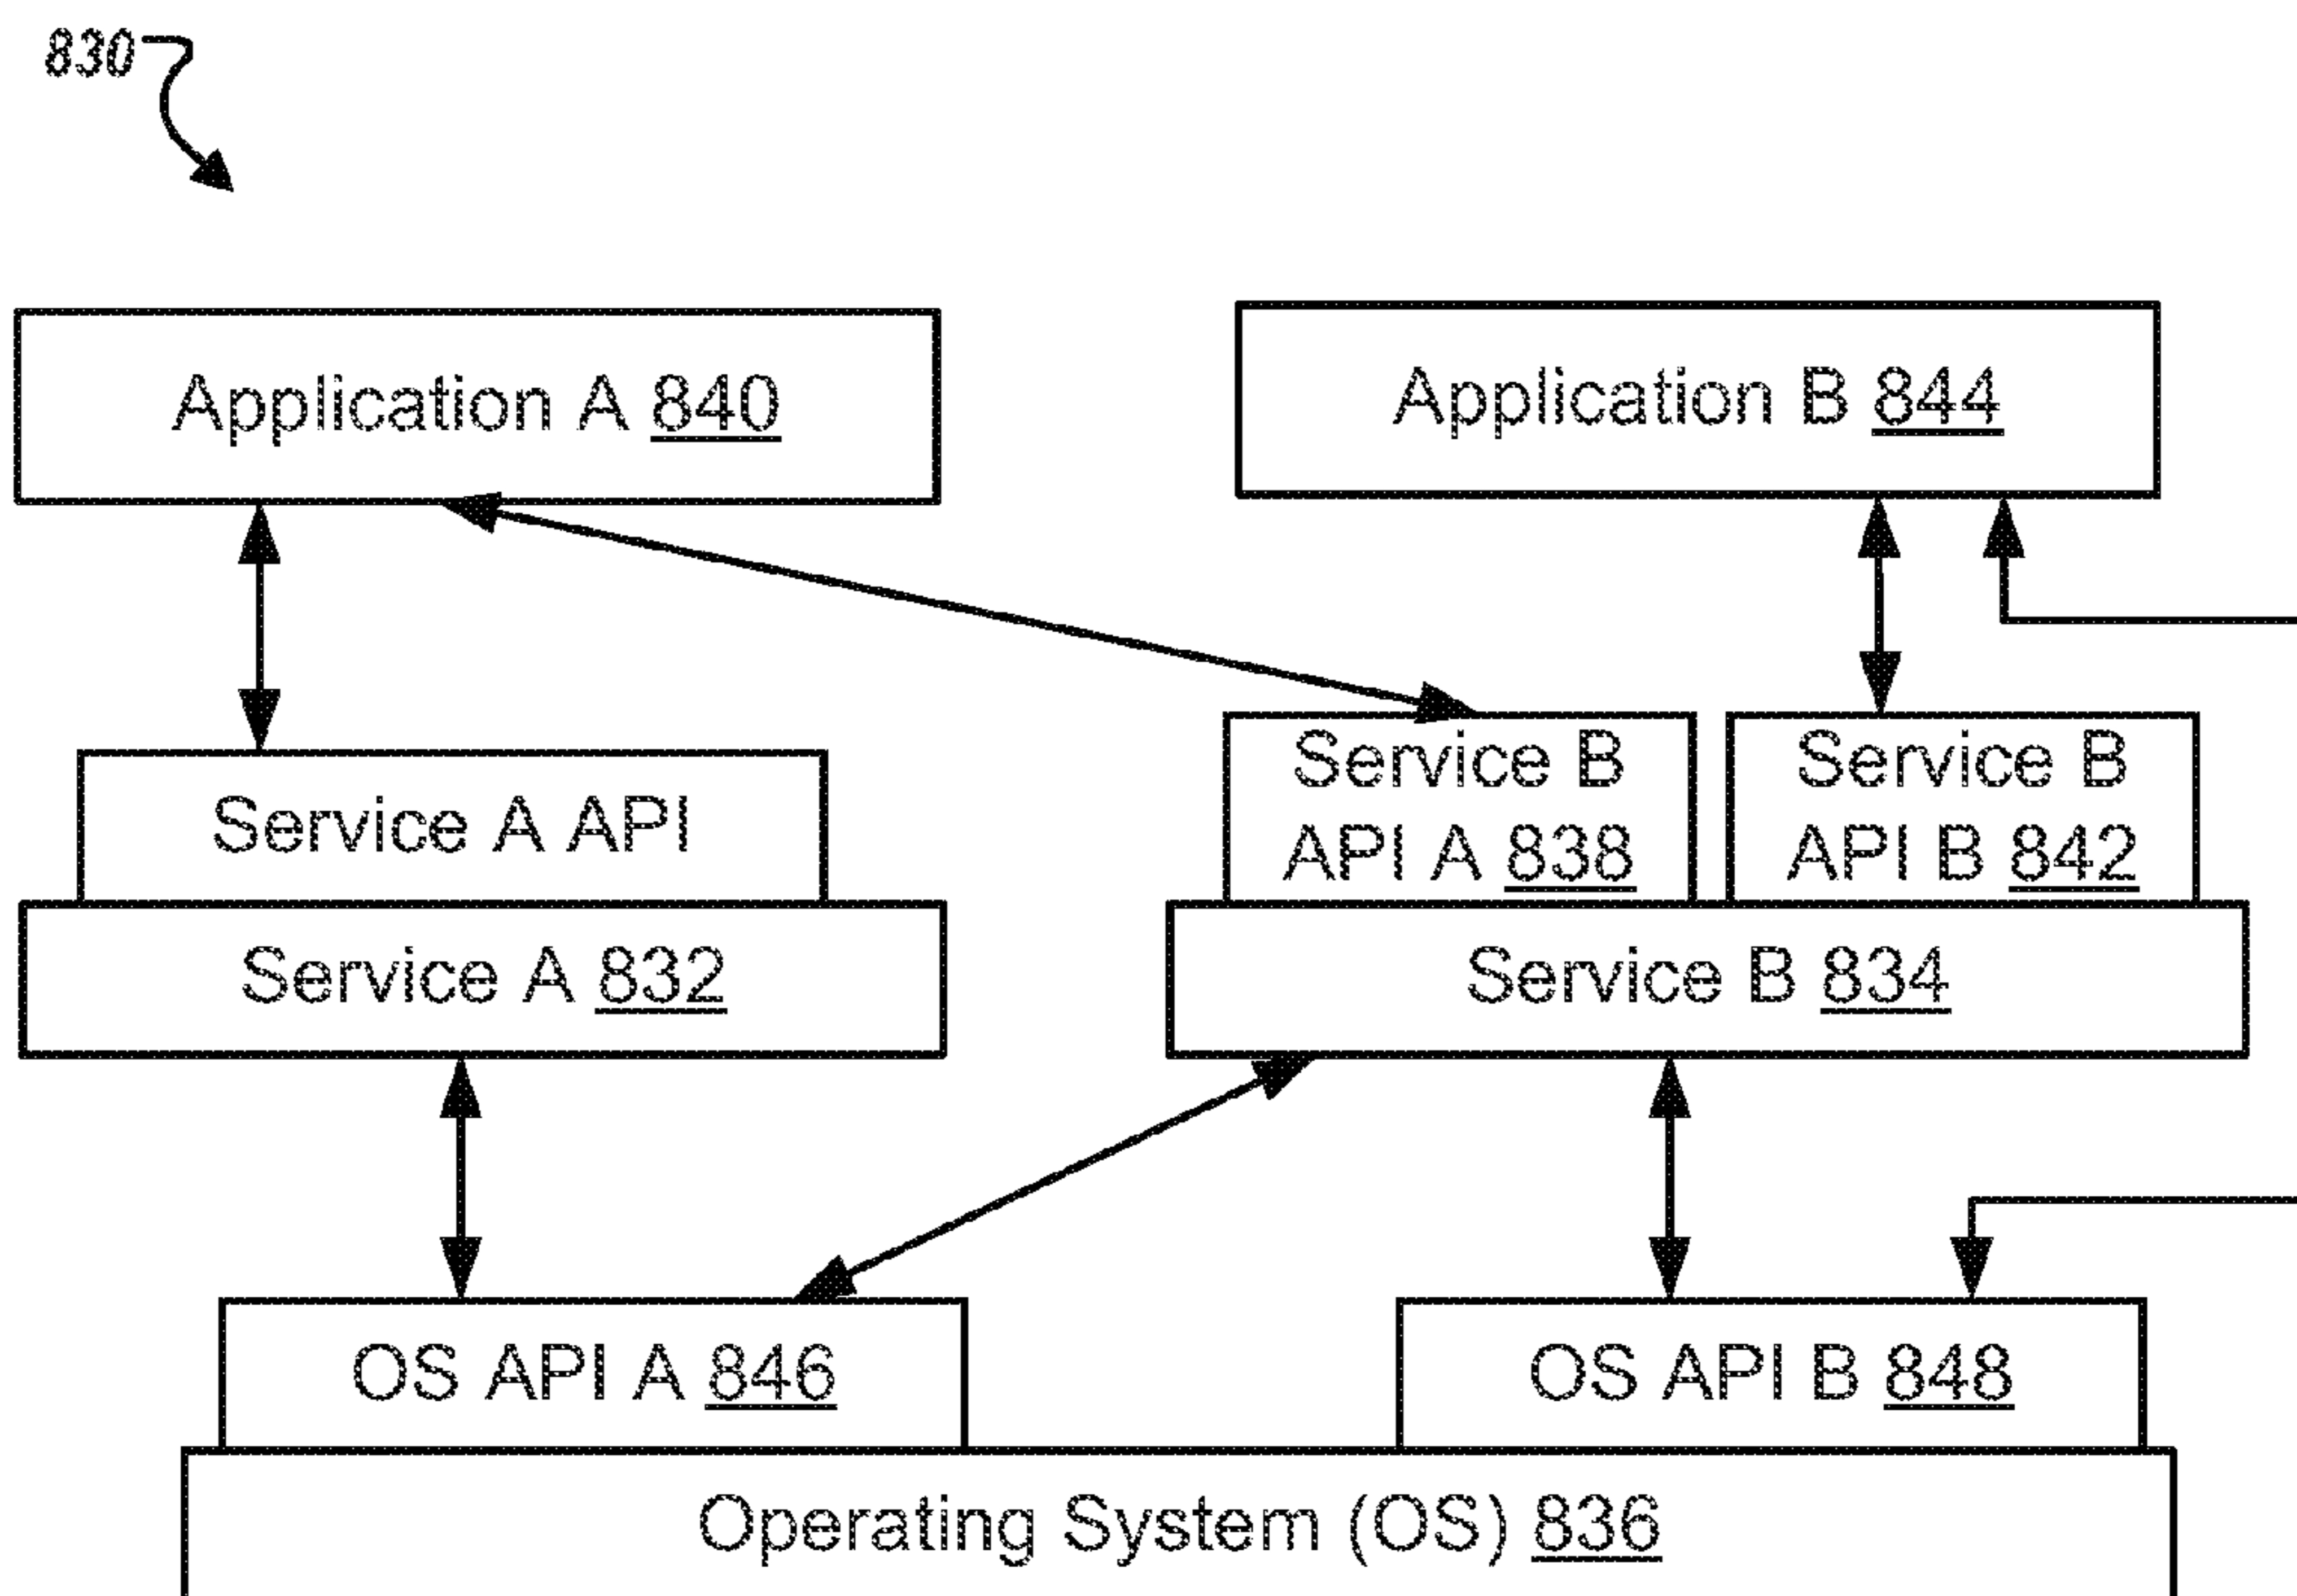 830
Application A 840
Application B 844
Service A API
Service B
API A 838
Service B
API B 842
Service A 832
Service B 834
OS API A 846
OS API B 848
Operating System (OS) 836